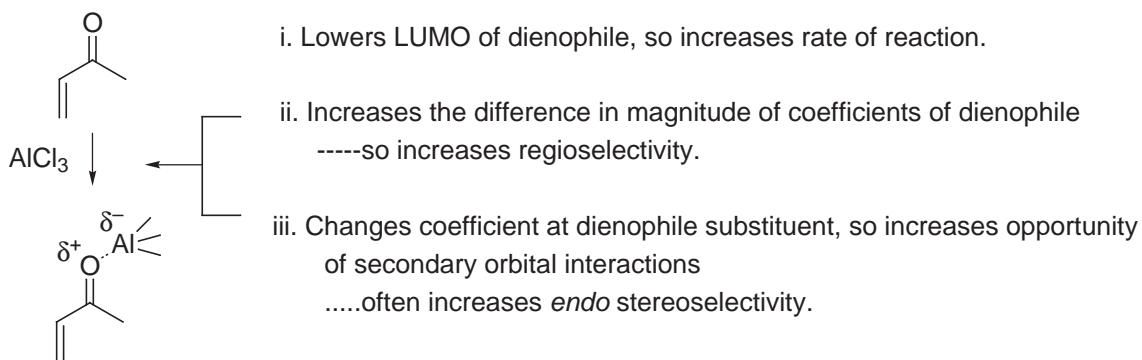 O
i. Lowers LUMO of dienophile, so increases rate of reaction.
ii. Increases the difference in magnitude of coefficients of dienophile
-----so increases regioselectivity.
AlCl₃
iii. Changes coefficient at dienophile substituent, so increases opportunity
of secondary orbital interactions
.....often increases endo stereoselectivity.
δ⁻
Al
δ⁺
O